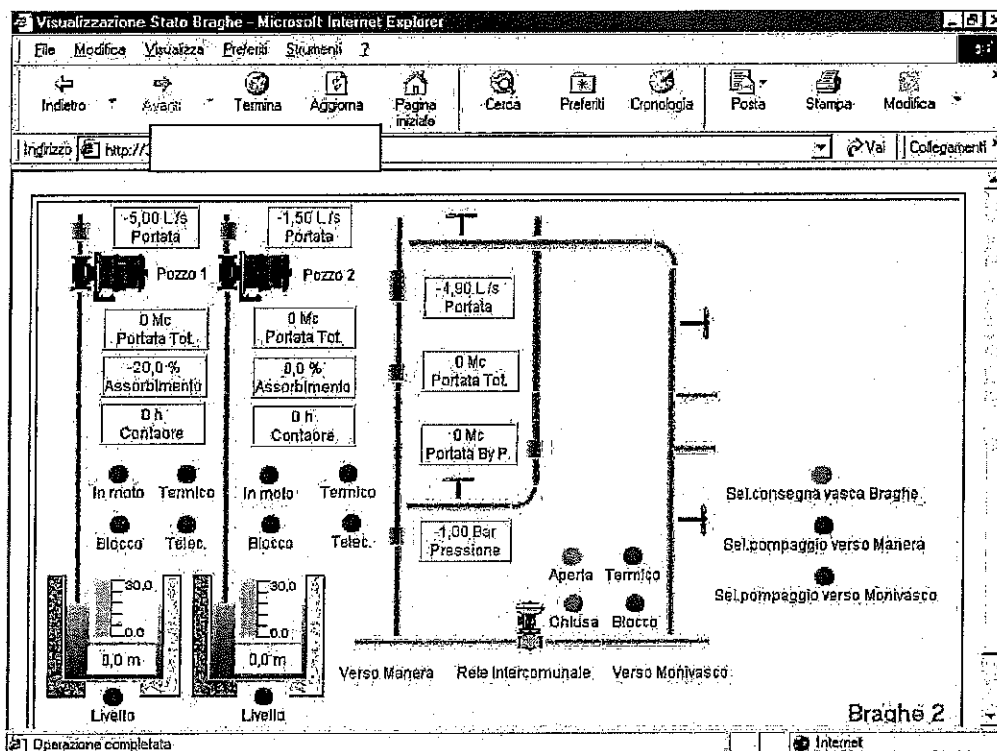 Visualizzazione Stato Braghe - Microsoft Internet Explorer
File Modifica Visualizza Preferiti Strumenti ?
Indietro Avanti Termina Aggiorna Pagina iniziale Cerca Preferiti Cronologia Posta Stampa Modifica
Indirizzo http:// Vai Collegamenti
-5,00 L/s
Portata
-1,50 L/s
Portata
Pozzo 1
Pozzo 2
-4,90 L/s
Portata
0 Mc
Portata Tot.
0 Mc
Portata Tot.
0 Mc
Portata Tot.
-20,0 %
Assorbimento
0,0 %
Assorbimento
0 h
Contaore
0 h
Contaore
0 Mc
Portata By P.
In moto
Termico
In moto
Termico
Blocco
Telec.
Blocco
Telec.
-1,00 Bar
Pressione
Sel.consegna vasca Braghe
Sel.pompaggio verso Manera
Sel.pompaggio verso Monivasco
Aperta
Termico
Chiusa
Blocco
30,0
0,0
0,0 m
Livello
30,0
0,0
0,0 m
Livello
Verso Manera
Rete Intercomunale
Verso Monivasco
Braghe 2
Operazione completata
Internet